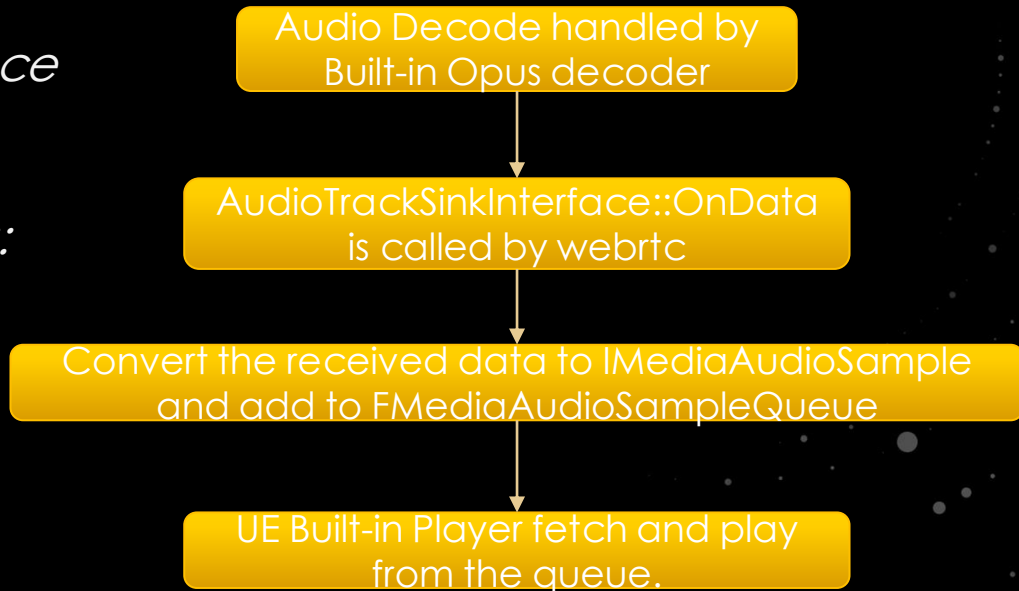 Audio Decode handled by
Built-in Opus decoder
AudioTrackSinkInterface::OnData
is called by webrtc
Convert the received data to IMediaAudioSample
and add to FMediaAudioSampleQueue
UE Built-in Player fetch and play
from the queue.